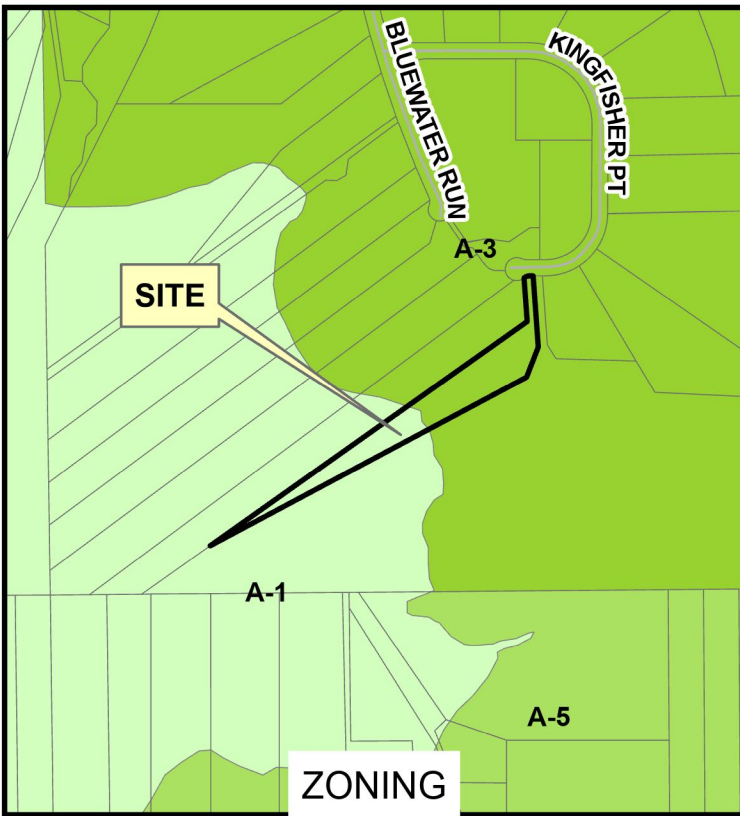 BLUEWATER RUN
KINGFISHER PT
A-3
SITE
A-1
A-5
ZONING